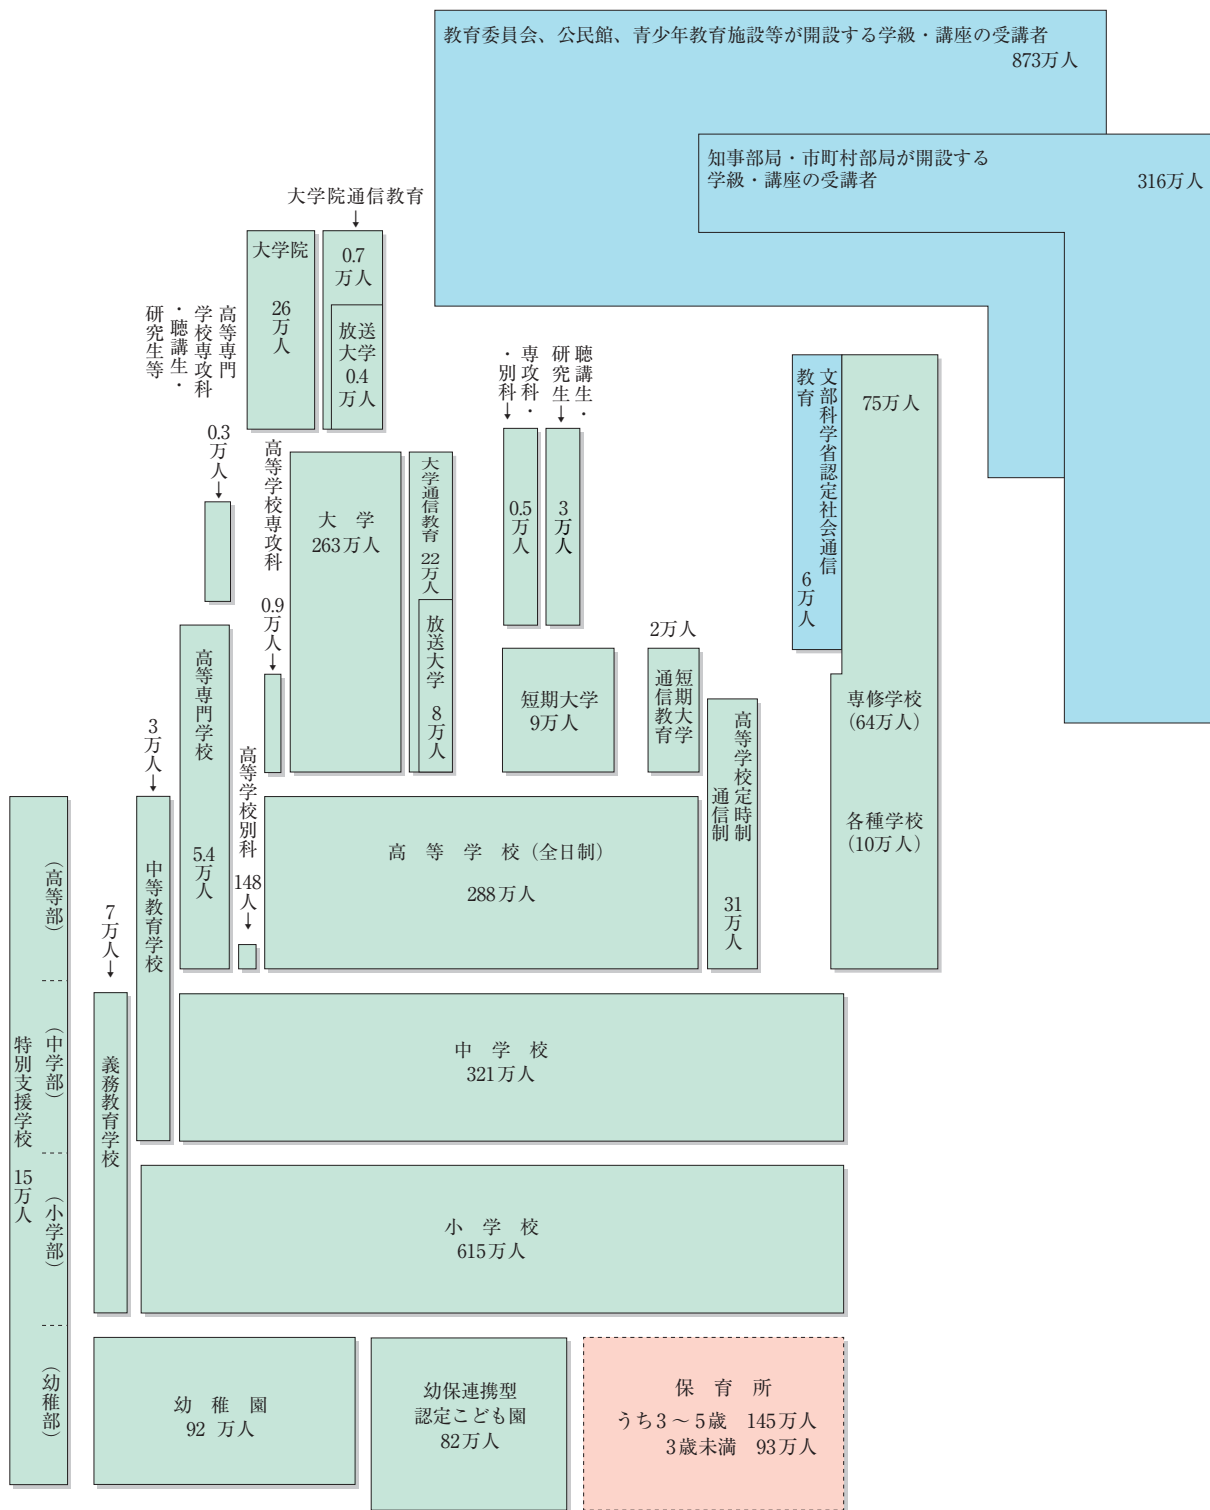 教育委員会、公民館、青少年教育施設等が開設する学級・講座の受講者
873万人
知事部局・市町村部局が開設する
学級・講座の受講者
316万人
大学院通信教育
大学院
26
万
人
0.7
万人
放送
大学
0.4
万人
高等専門
学校専攻科
・聴講生・
研究生等
0.3
万
人
高等学校専攻科
0.9
万
人
大　学
263万人
大学通信教育
22
万
人
放送大学
8
万
人
専攻科・
・別科
0.5
万
人
聴講生・
研究生
3
万
人
文部科学省認定社会通信
教育
6
万
人
75万人
専修学校
(64万人)
各種学校
(10万人)
高等専門学校
5.4
万
人
短期大学
9万人
2万人
短期大学
通信教育
高等学校定時制
通信制
31
万
人
3
万
人
中等教育学校
高等学校別科
148
人
高　等　学　校（全日制）
288万人
7
万
人
義務教育学校
中　学　校
321万人
小　学　校
615万人
特別支援学校
15
万
人
（高等部）
（中学部）
（小学部）
（幼稚部）
幼　稚　園
92 万人
幼保連携型
認定こども園
82万人
保　育　所
うち3～5歳　145万人
3歳未満　93万人